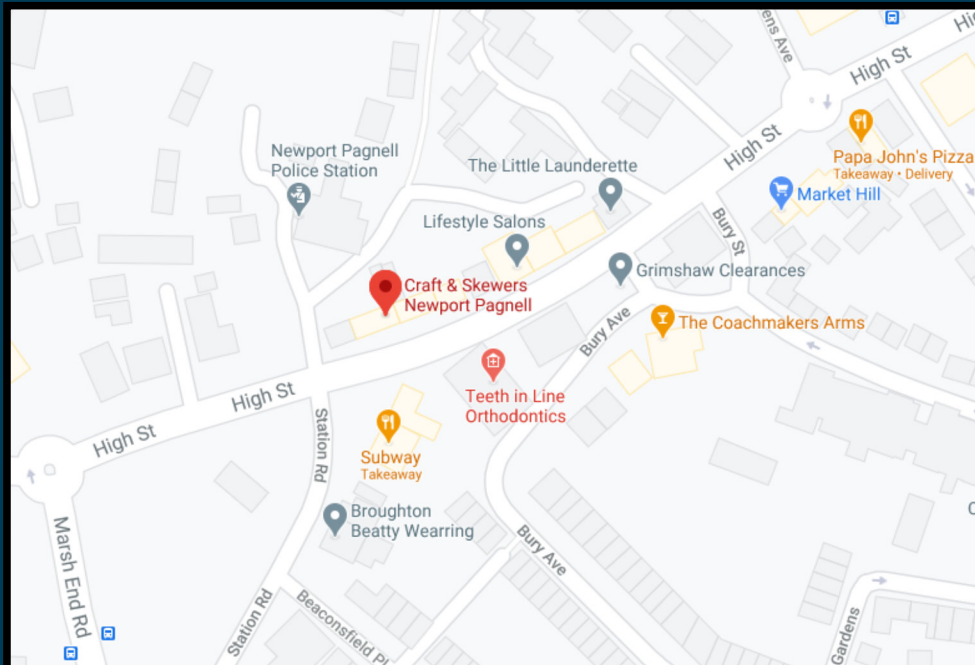 ens Ave
High St
Hi
High St
Papa John's Pizza
Takeaway • Delivery
Newport Pagnell
Police Station
The Little Launderette
Market Hill
Lifestyle Salons
Bury St
Grimshaw Clearances
Craft & Skewers
Newport Pagnell
Bury Ave
The Coachmakers Arms
Teeth in Line
Orthodontics
High St
High St
Station Rd
Subway
Takeaway
Broughton
Beatty Wearring
Marsh End Rd
Bury Ave
Station Rd
Beaconsfield Pl
Gardens